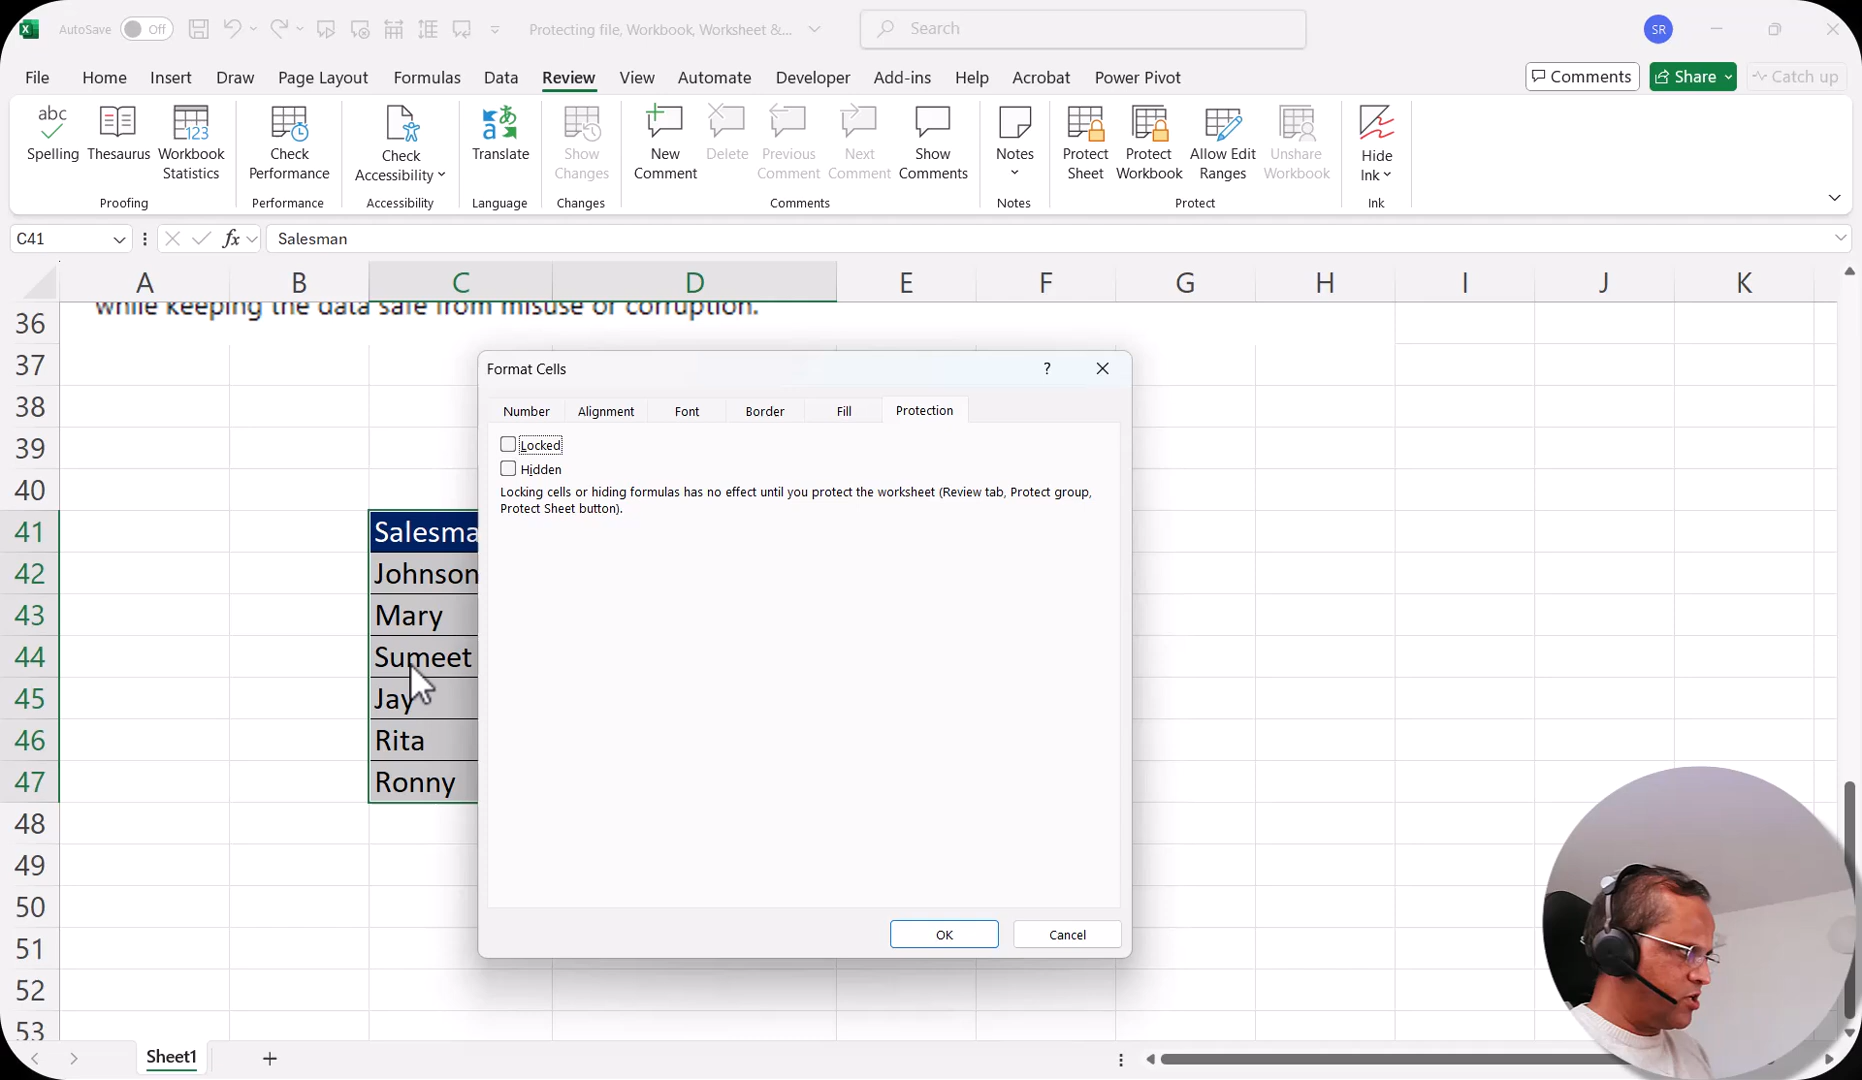 AutoSave Off Protecting file, Workbook, Worksheet &... Search SR
File Home Insert Draw Page Layout Formulas Data Review View Automate Developer Add-ins Help Acrobat Power Pivot Comments Share Catch up
abc
Spelling Thesaurus Workbook Statistics Check Performance Check Accessibility Translate Show Changes New Comment Delete Previous Comment Next Comment Show Comments Notes Protect Sheet Protect Workbook Allow Edit Ranges Unshare Workbook Hide Ink
Proofing Performance Accessibility Language Changes Comments Notes Protect Ink
C41 fx Salesman
A B C D E F G H I J K
36 while keeping the data safe from misuse or corruption.
37
38
39
40
41 Salesma
42 Johnson
43 Mary
44 Sumeet
45 Jay
46 Rita
47 Ronny
48
49
50
51
52
53
Format Cells ?
Number Alignment Font Border Fill Protection
Locked
Hidden
Locking cells or hiding formulas has no effect until you protect the worksheet (Review tab, Protect group,
Protect Sheet button).
OK Cancel
Sheet1